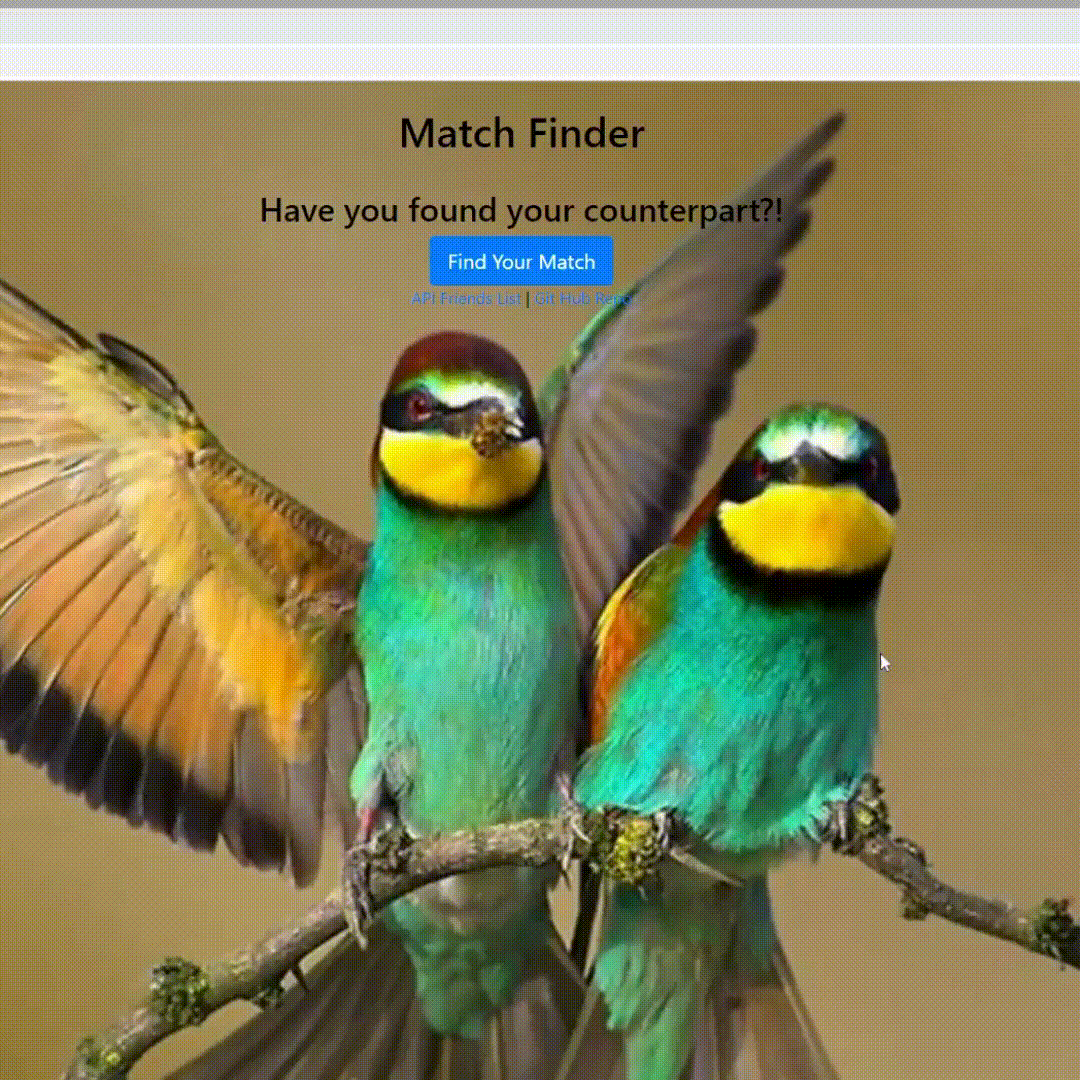 Match Finder
Have you found your counterpart?!
Find Your Match
API Friends List | Git Hub Repo